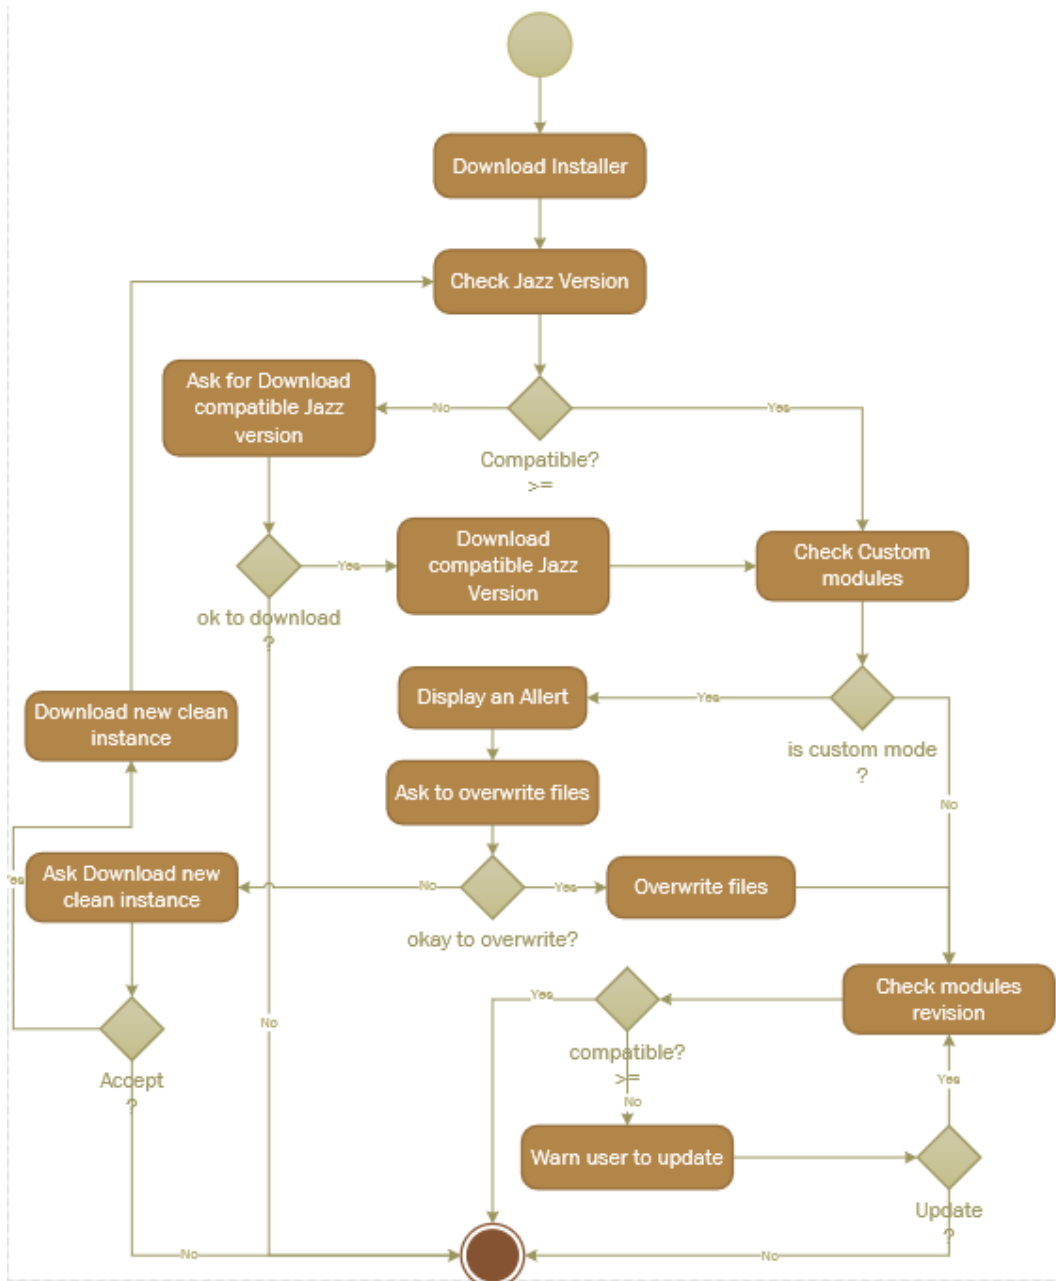 Download Installer
Check Jazz Version
Ask for Download
compatible Jazz
version
No
Yes
Compatible?
>=
Download
compatible Jazz
Version
Check Custom
modules
Yes
ok to download
?
Display an Allert
Yes
is custom mode
?
Download new clean
instance
Ask to overwrite files
No
Ask Download new
clean instance
Yes
No
Yes
Overwrite files
okay to overwrite?
Check modules
revision
Yes
No
compatible?
>=
No
Accept
?
Yes
Warn user to update
Update
?
No
No